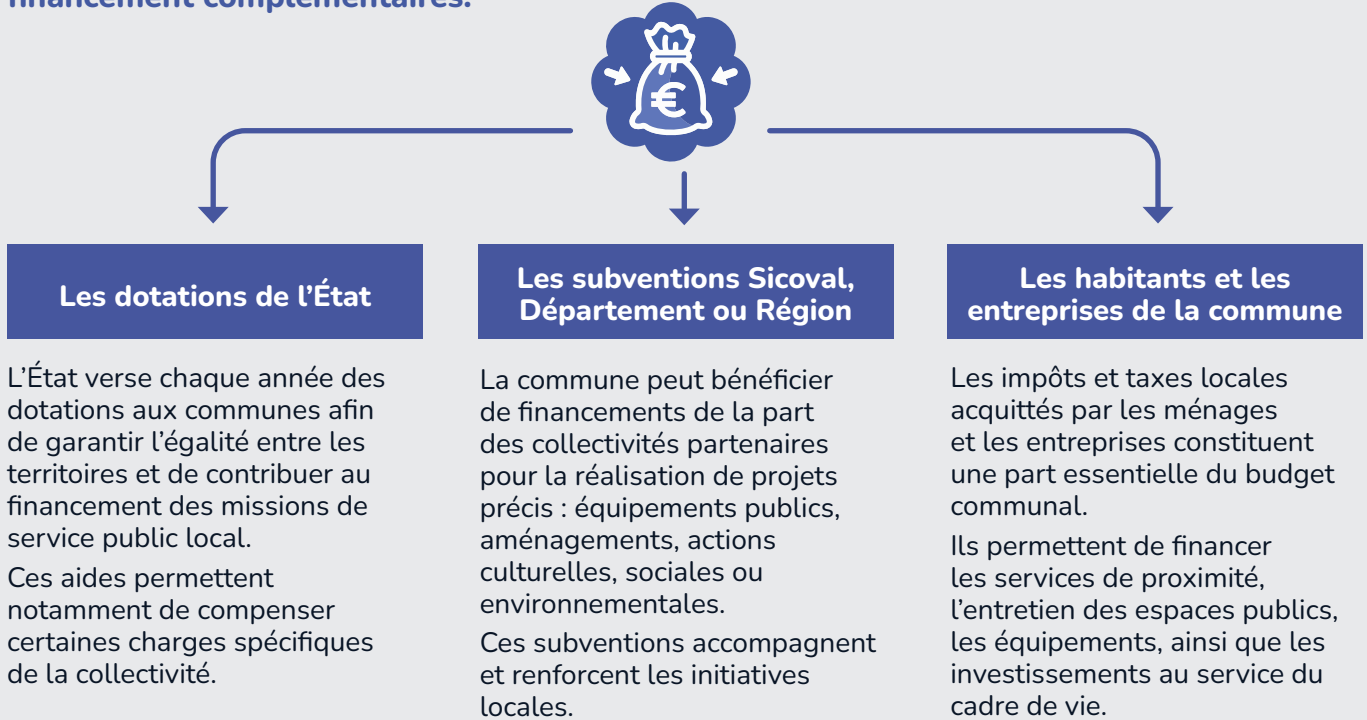 financement complémentaires.
€
Les dotations de l’État
L’État verse chaque année des
dotations aux communes afin
de garantir l’égalité entre les
territoires et de contribuer au
financement des missions de
service public local.
Ces aides permettent
notamment de compenser
certaines charges spécifiques
de la collectivité.
Les subventions Sicoval,
Département ou Région
La commune peut bénéficier
de financements de la part
des collectivités partenaires
pour la réalisation de projets
précis : équipements publics,
aménagements, actions
culturelles, sociales ou
environnementales.
Ces subventions accompagnent
et renforcent les initiatives
locales.
Les habitants et les
entreprises de la commune
Les impôts et taxes locales
acquittés par les ménages
et les entreprises constituent
une part essentielle du budget
communal.
Ils permettent de financer
les services de proximité,
l’entretien des espaces publics,
les équipements, ainsi que les
investissements au service du
cadre de vie.